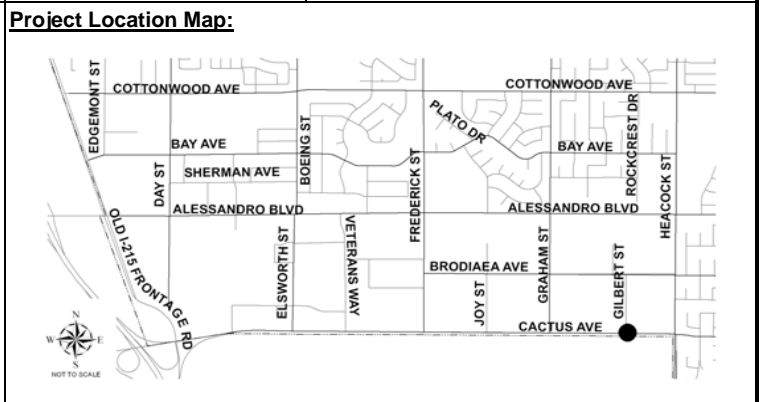 Project Location Map:
EDGEMONT ST
COTTONWOOD AVE
COTTONWOOD AVE
PLATO DR
ROCKCREST DR
BAY AVE
BOEING ST
BAY AVE
SHERMAN AVE
DAY ST
FREDERICK ST
HEACOCK ST
ALESSANDRO BLVD
ALESSANDRO BLVD
OLD I-215 FRONTAGE RD
ELSWORTH ST
VETERANS WAY
BRODIAEA AVE
JOY ST
GRAHAM ST
GILBERT ST
CACTUS AVE
N
W
E
S
NOT TO SCALE